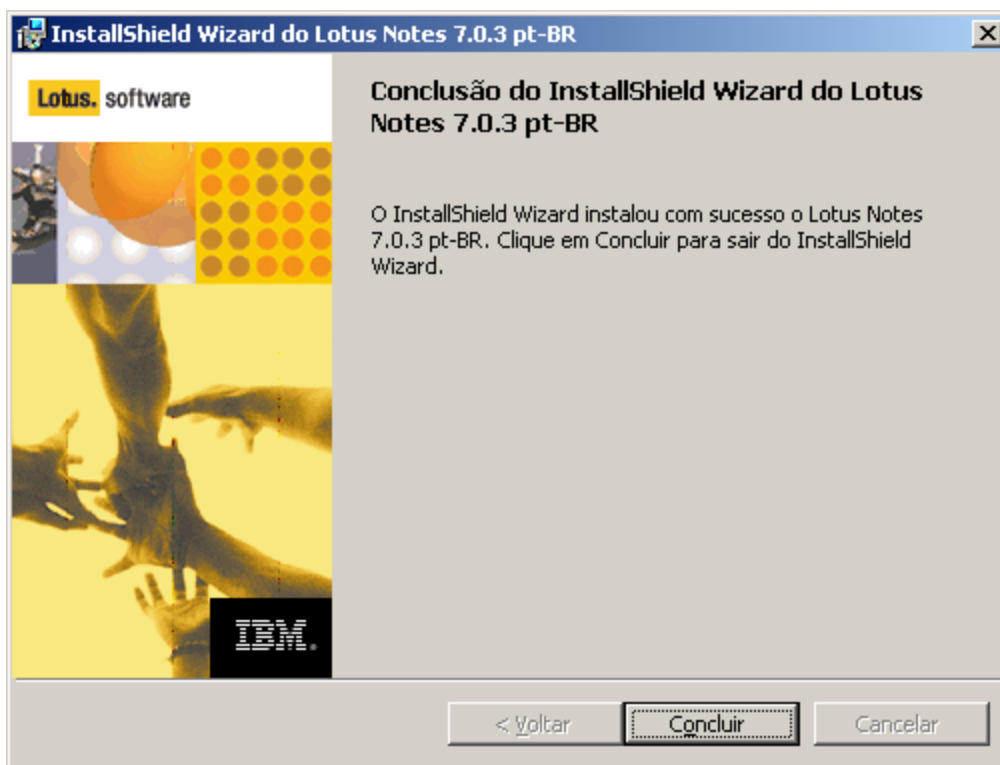 InstallShield Wizard do Lotus Notes 7.0.3 pt-BR
Lotus. software
Conclusão do InstallShield Wizard do Lotus
Notes 7.0.3 pt-BR
O InstallShield Wizard instalou com sucesso o Lotus Notes
7.0.3 pt-BR. Clique em Concluir para sair do InstallShield
Wizard.
IBM.
< Voltar
Concluir
Cancelar